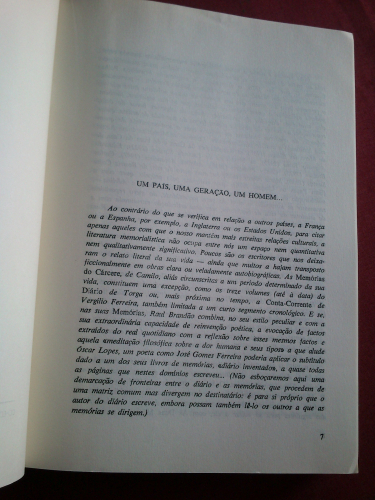 UM PAÍS, UMA GERAÇÃO, UM HOMEM...
Ao contrário do que se verifica em relação a outros países, a França
ou a Espanha, por exemplo, a Inglaterra ou os Estados Unidos, para citar
apenas aqueles com que o nosso mantém mais estreitas relações culturais, a
literatura memorialística não ocupa entre nós um espaço nem quantitativa
nem qualitativamente significativo. Poucos são os escritores que nos deixa-
ram o relato literal da sua vida — ainda que muitos a hajam transposto
ficcionalmente em obras clara ou veladamente autobiográficas. As Memórias
do Cárcere, de Camilo, aliás circunscritas a um período determinado da sua
vida, constituem uma excepção, como os treze volumes (até à data) do
Diário de Torga ou, mais próxima no tempo, a Conta-Corrente de
Vergílio Ferreira, também limitada a um curto segmento cronológico. E se,
nas suas Memórias, Raul Brandão combina, no seu estilo peculiar e com a
sua extraordinária capacidade de reinvenção poética, a evocação de factos
extraídos do real quotidiano com a reflexão sobre esses mesmos factos e
aquela «meditação filosófica sobre a dor humana e seus tipos» a que alude
Óscar Lopes, um poeta como José Gomes Ferreira poderia aplicar o subtítulo
dado a um dos seus livros de memórias, «diário inventado», a quase todas
as páginas que nestes domínios escreveu... (Não esboçaremos aqui uma
demarcação de fronteiras entre o diário e as memórias, que procedem de
uma matriz comum mas divergem no destinatário: é para si próprio que o
autor do diário escreve, embora possam também lê-lo os outros a que as
memórias se dirigem.)
7